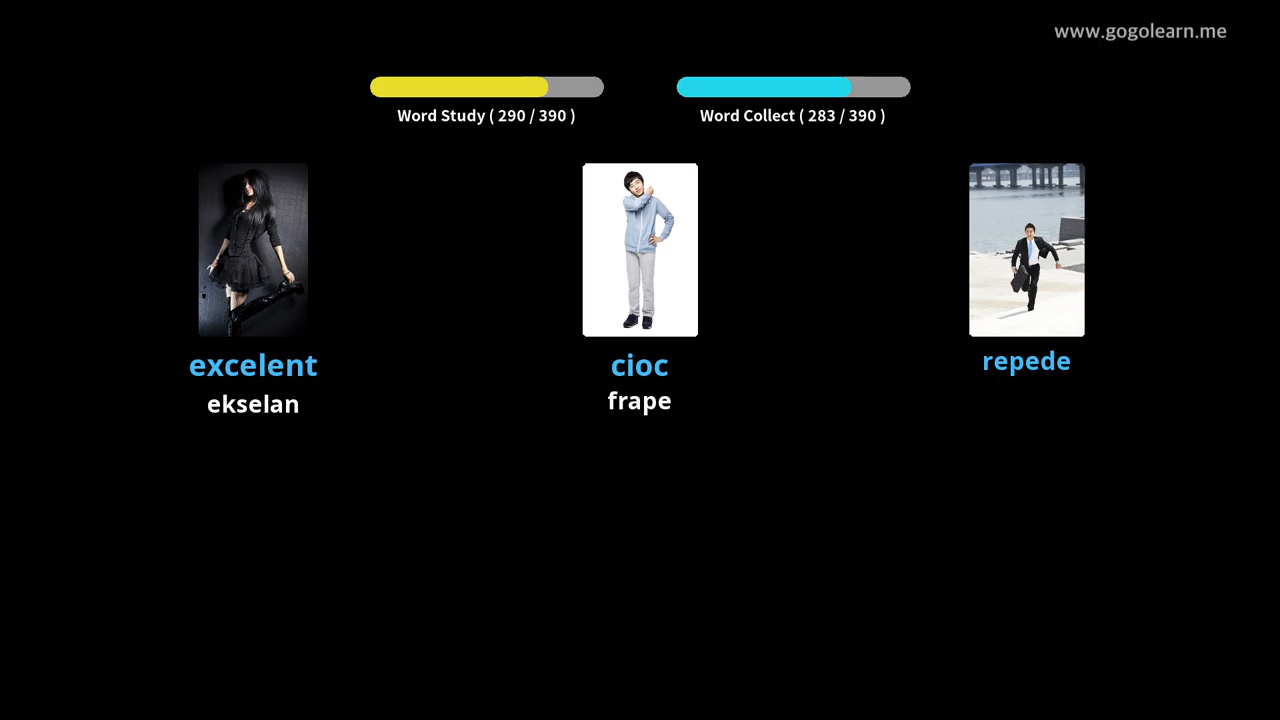 www.gogolearn.me
Word Study ( 290 / 390 )
Word Collect ( 283 / 390 )
excelent
ekselan
cioc
frape
repede